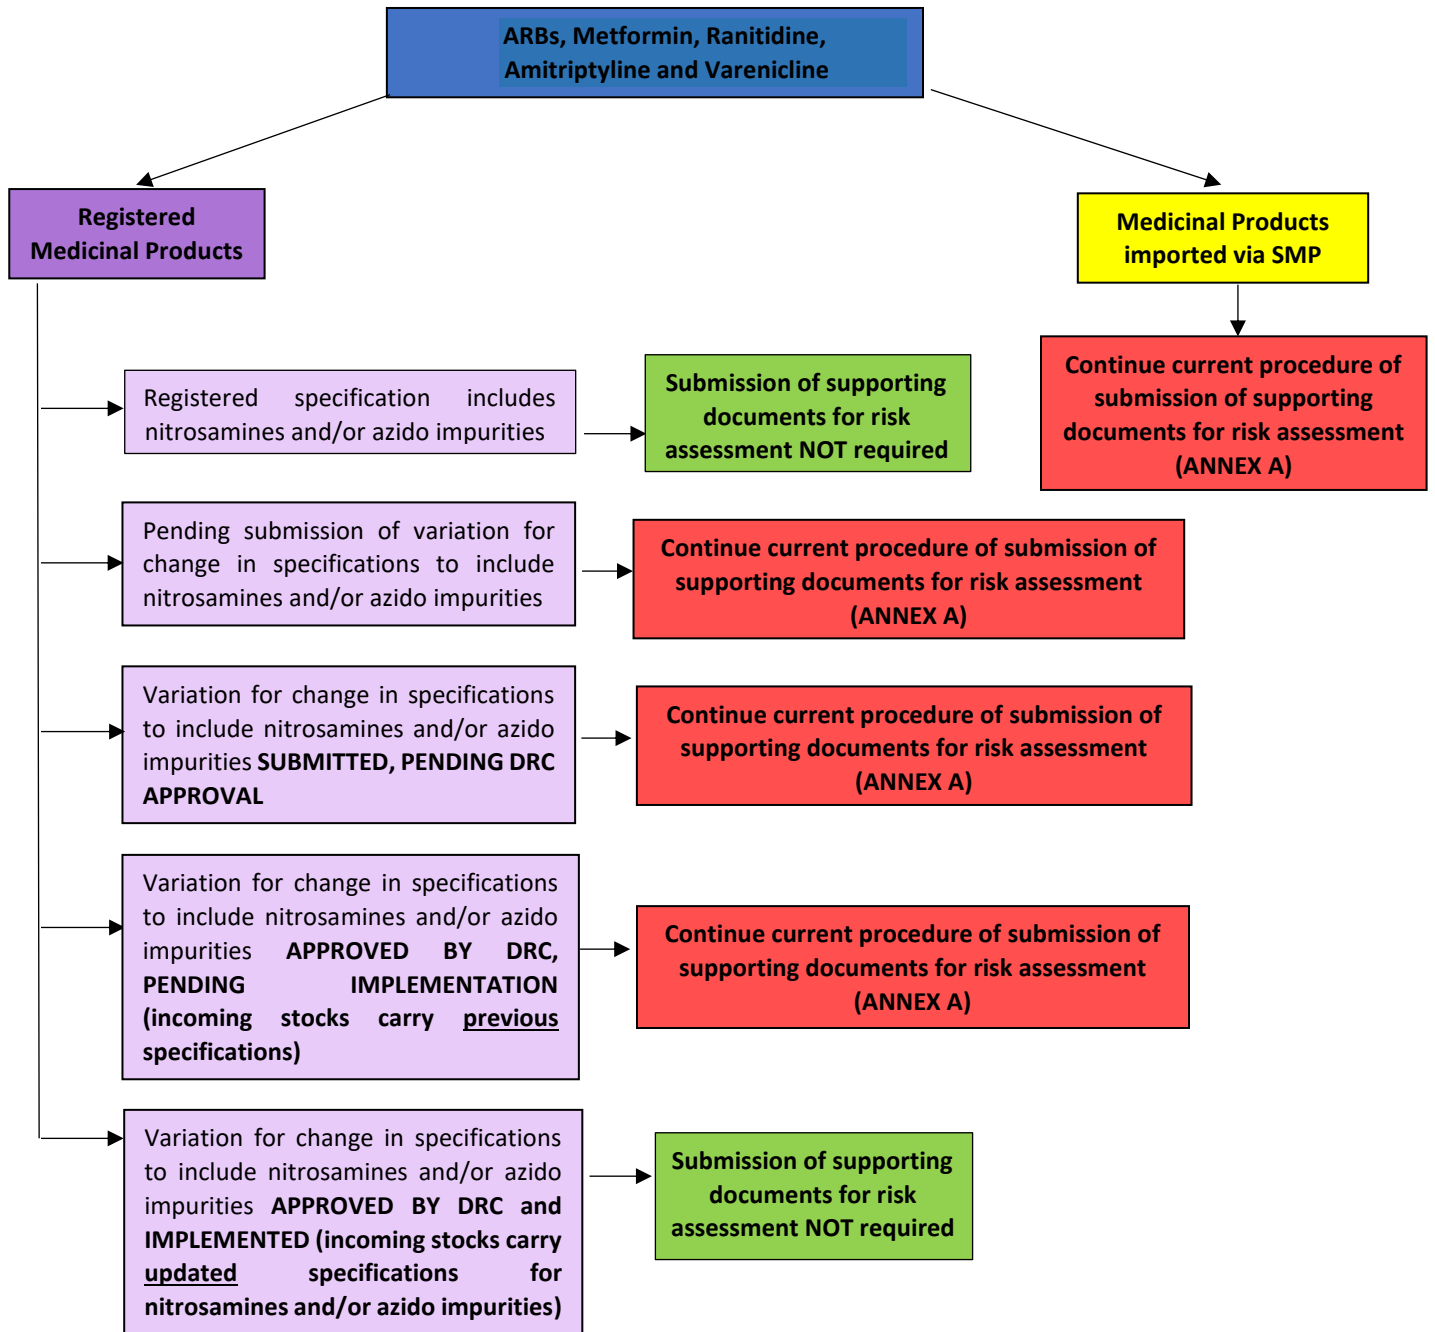 ARBs, Metformin, Ranitidine,
Amitriptyline and Varenicline
Registered
Medicinal Products
Medicinal Products
imported via SMP
Continue current procedure of
submission of supporting
documents for risk assessment
(ANNEX A)
Registered specification includes
nitrosamines and/or azido impurities
Submission of supporting
documents for risk
assessment NOT required
Pending submission of variation for
change in specifications to include
nitrosamines and/or azido impurities
Continue current procedure of submission of
supporting documents for risk assessment
(ANNEX A)
Variation for change in specifications
to include nitrosamines and/or azido
impurities SUBMITTED, PENDING DRC
APPROVAL
Continue current procedure of submission of
supporting documents for risk assessment
(ANNEX A)
Variation for change in specifications
to include nitrosamines and/or azido
impurities APPROVED BY DRC,
PENDING IMPLEMENTATION
(incoming stocks carry previous
specifications)
Continue current procedure of submission of
supporting documents for risk assessment
(ANNEX A)
Variation for change in specifications
to include nitrosamines and/or azido
impurities APPROVED BY DRC and
IMPLEMENTED (incoming stocks carry
updated specifications for
nitrosamines and/or azido impurities)
Submission of supporting
documents for risk
assessment NOT required